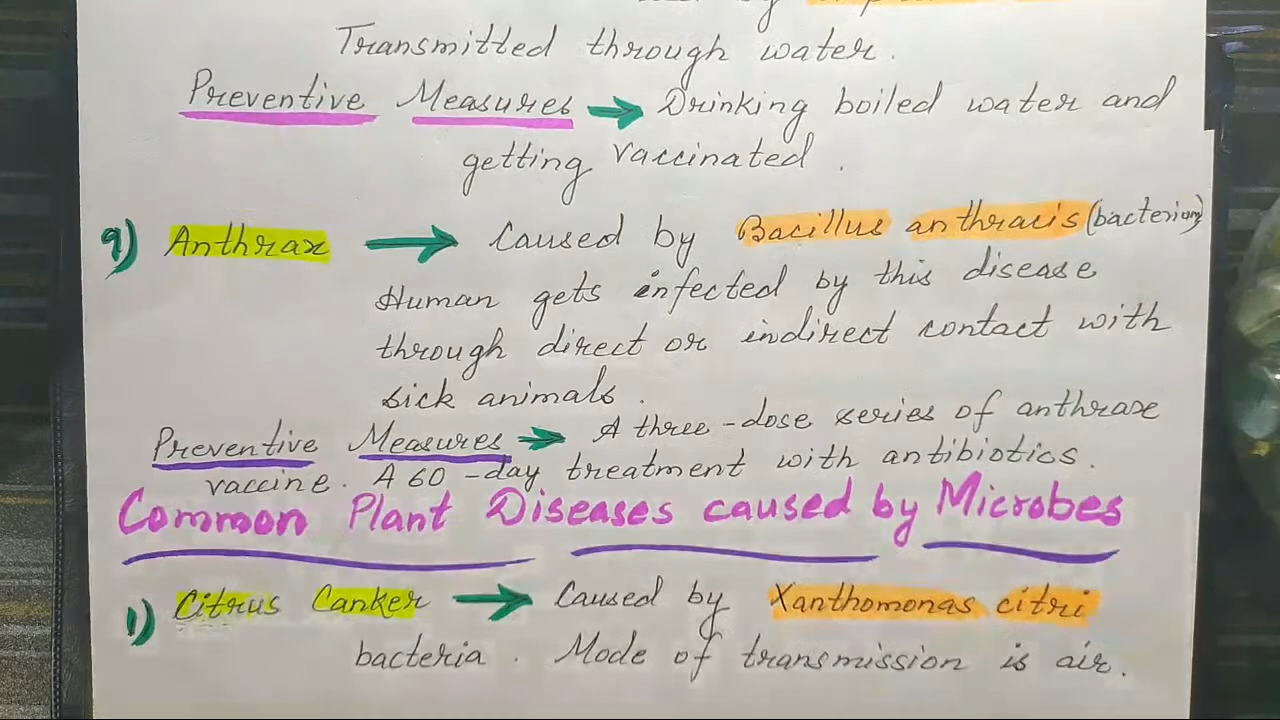 Transmitted through water.
Preventive Measures → Drinking boiled water and
getting vaccinated.
9) Anthrax → Caused by Bacillus anthracis (bacterium)
Human gets infected by this disease
through direct or indirect contact with
sick animals.
Preventive Measures → A three-dose series of anthrax
vaccine. A 60-day treatment with antibiotics.
Common Plant Diseases caused by Microbes
1) Citrus Canker → Caused by Xanthomonas citri
bacteria. Mode of transmission is air.